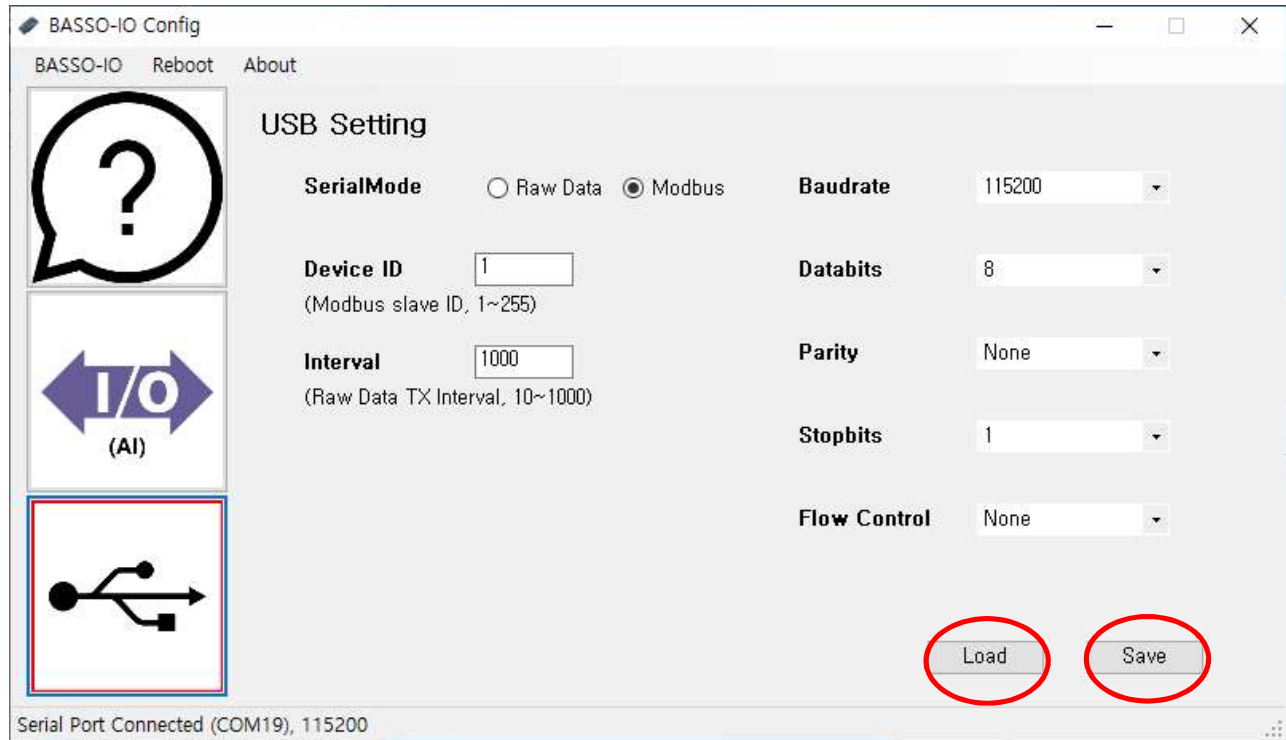 BASSO-IO Config
BASSO-IO Reboot About
?
I/O
(AI)
USB Setting
SerialMode Raw Data Modbus
Device ID 1
(Modbus slave ID, 1~255)
Interval 1000
(Raw Data TX Interval, 10~1000)
Baudrate 115200
Databits 8
Parity None
Stopbits 1
Flow Control None
Load Save
Serial Port Connected (COM19), 115200